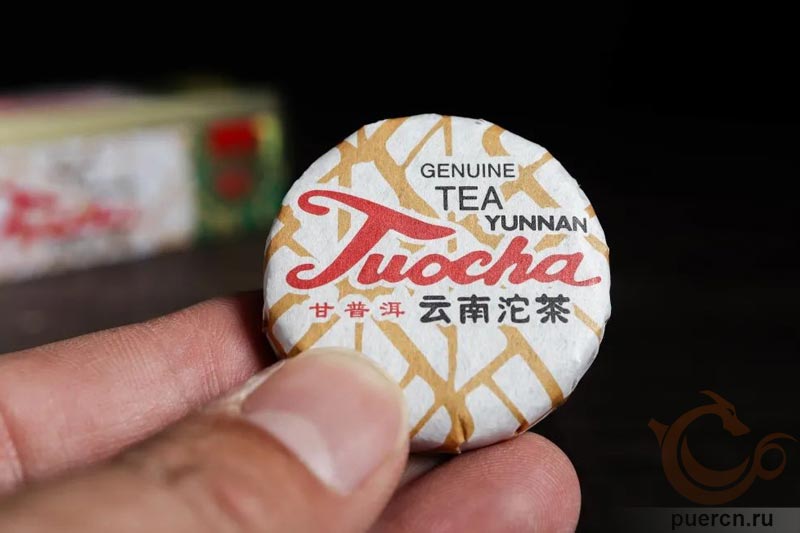 GENUINE
TEA
YUNNAN
Tuocha
甘普洱 云南沱茶
puercn.ru